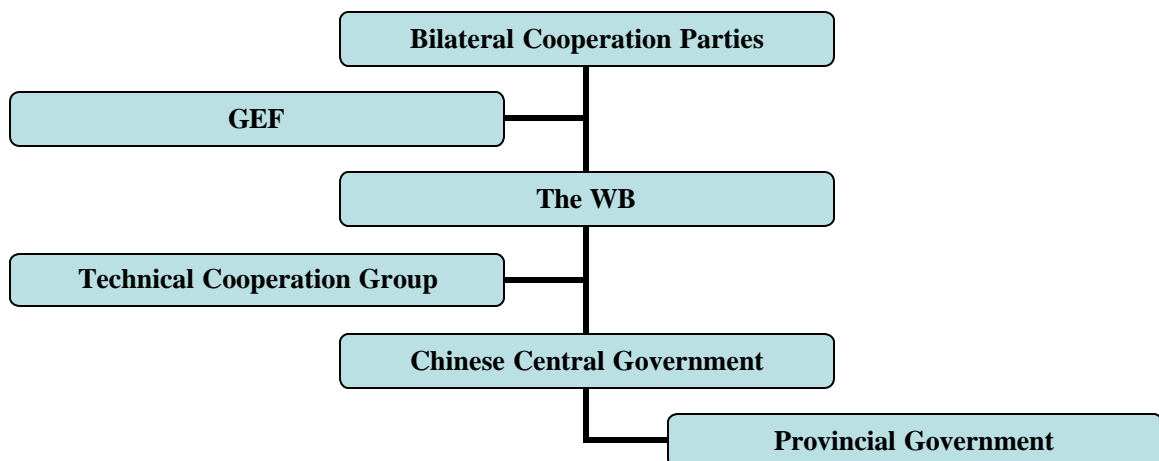 Bilateral Cooperation Parties
GEF
The WB
Technical Cooperation Group
Chinese Central Government
Provincial Government